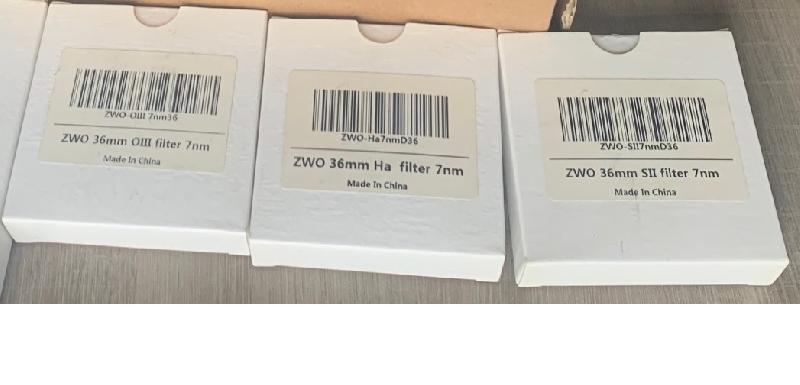 ZWO-OIII 7nm36
ZWO 36mm OIII filter 7nm
Made In China
ZWO-Ha7nmD36
ZWO 36mm Ha filter 7nm
Made In China
ZWO-SII7nmD36
ZWO 36mm SII filter 7nm
Made In China